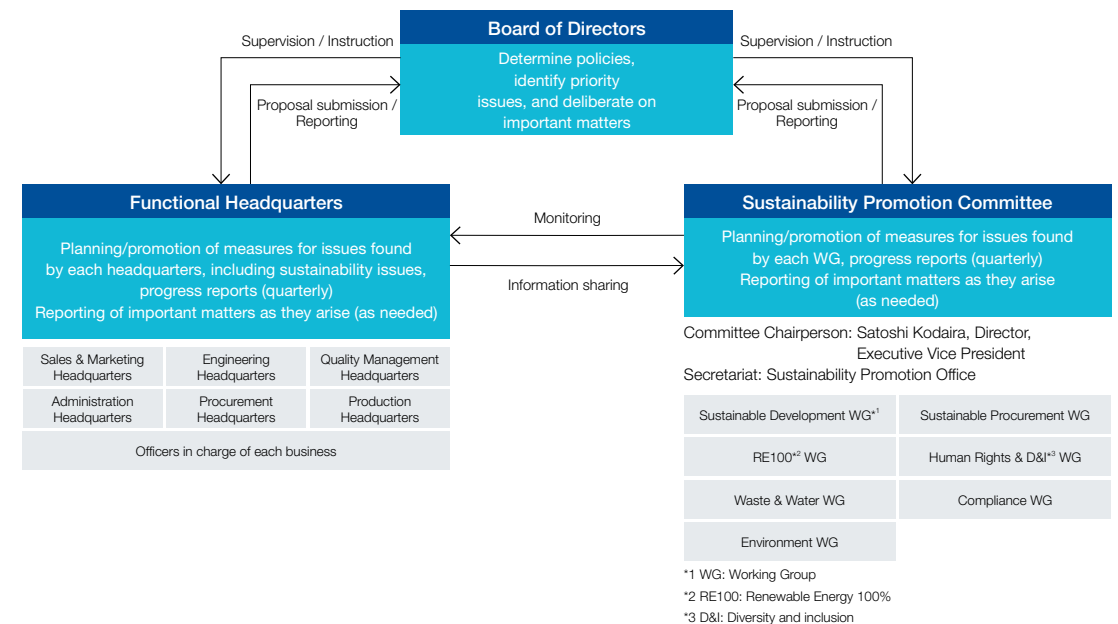 Board of Directors
Determine policies,
identify priority
issues, and deliberate on
important matters
Supervision / Instruction
Proposal submission /
Reporting
Supervision / Instruction
Proposal submission /
Reporting
Functional Headquarters
Planning/promotion of measures for issues found
by each headquarters, including sustainability issues,
progress reports (quarterly)
Reporting of important matters as they arise (as needed)
Sales & Marketing
Headquarters
Engineering
Headquarters
Quality Management
Headquarters
Administration
Headquarters
Procurement
Headquarters
Production
Headquarters
Officers in charge of each business
Monitoring
Information sharing
Sustainability Promotion Committee
Planning/promotion of measures for issues found
by each WG, progress reports (quarterly)
Reporting of important matters as they arise
(as needed)
Committee Chairperson: Satoshi Kodaira, Director,
Executive Vice President
Secretariat: Sustainability Promotion Office
Sustainable Development WG*1
Sustainable Procurement WG
RE100*2 WG
Human Rights & D&I*3 WG
Waste & Water WG
Compliance WG
Environment WG
*1 WG: Working Group
*2 RE100: Renewable Energy 100%
*3 D&I: Diversity and inclusion